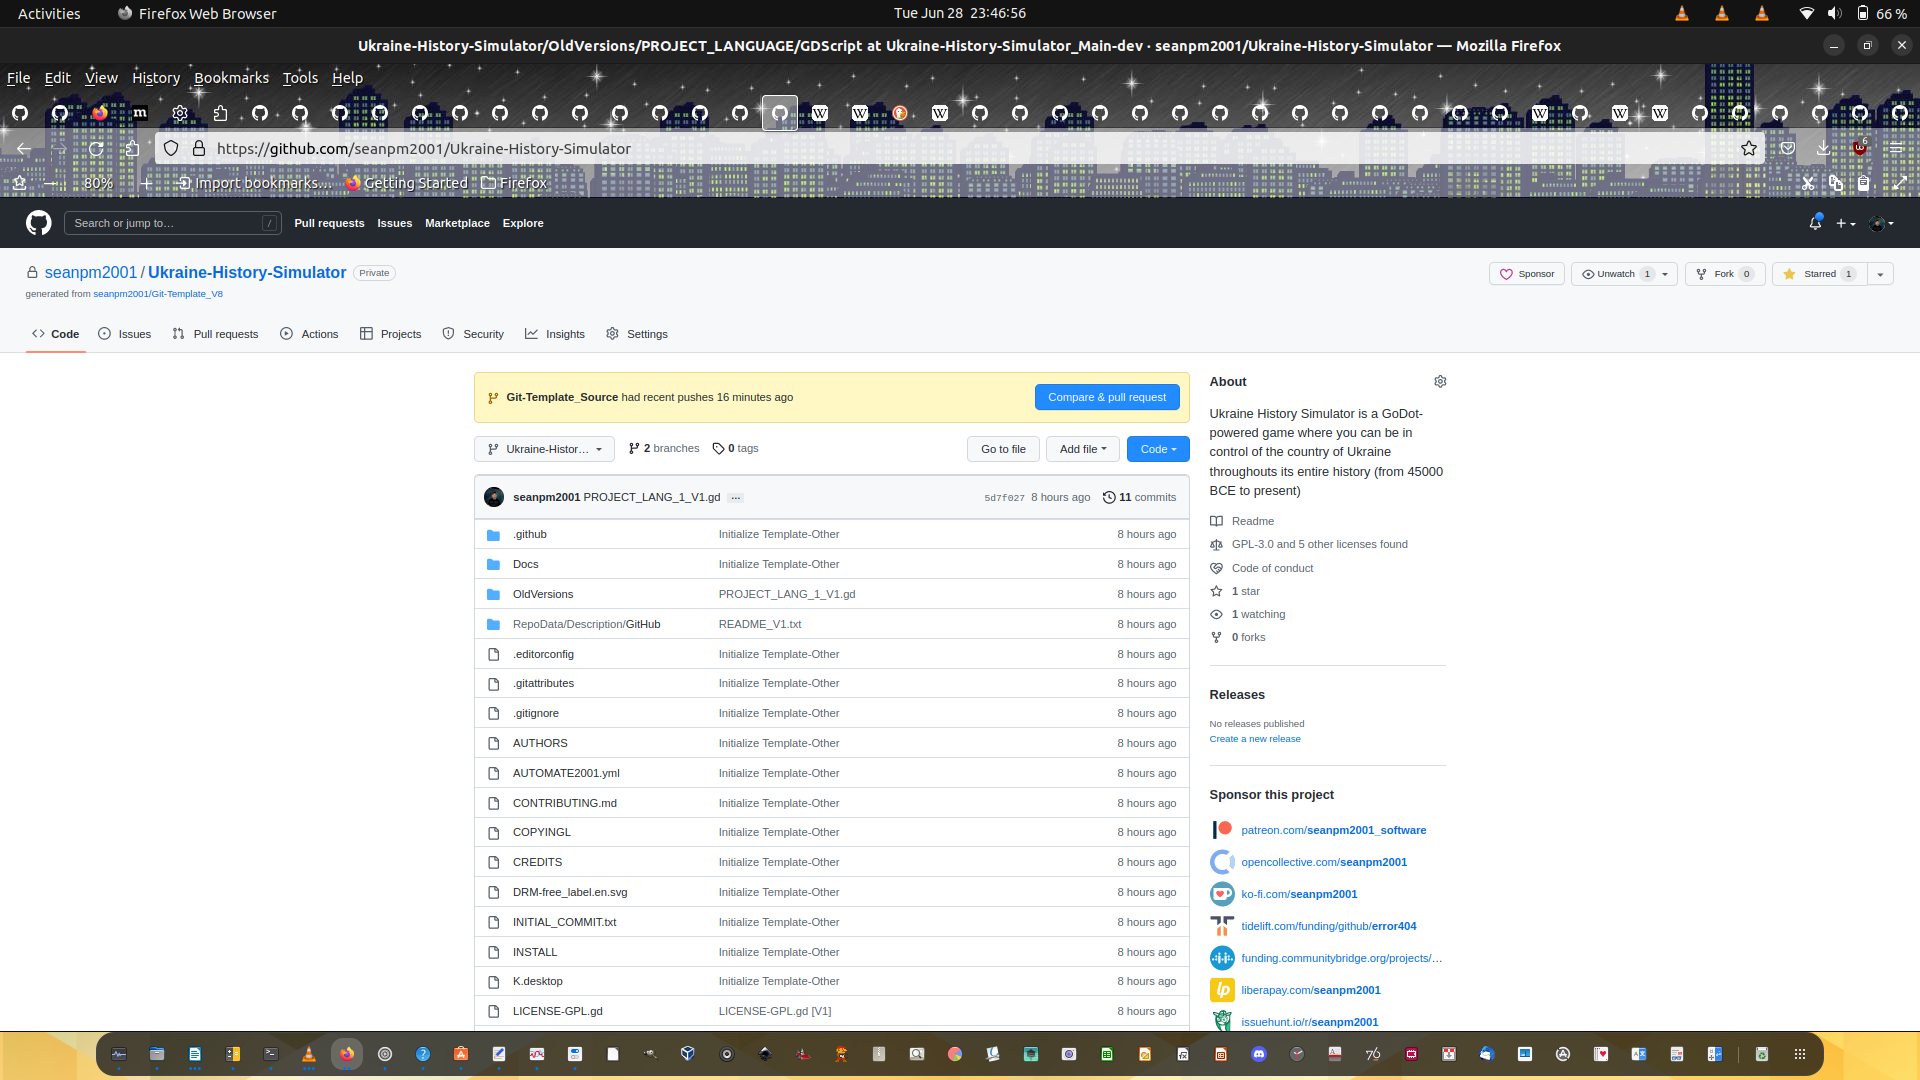 Activities
Firefox Web Browser
Tue Jun 28 23:46:56
66 %
Ukraine-History-Simulator/OldVersions/PROJECT_LANGUAGE/GDScript at Ukraine-History-Simulator_Main-dev · seanpm2001/Ukraine-History-Simulator — Mozilla Firefox
File Edit View History Bookmarks Tools Help
https://github.com/seanpm2001/Ukraine-History-Simulator
80%
Import bookmarks... Getting Started Firefox
Search or jump to... /
Pull requests Issues Marketplace Explore
seanpm2001 / Ukraine-History-Simulator Private
generated from seanpm2001/Git-Template_V8
Sponsor Unwatch 1 Fork 0 Starred 1
Code Issues Pull requests Actions Projects Security Insights Settings
Git-Template_Source had recent pushes 16 minutes ago
Compare & pull request
Ukraine-Histor... 2 branches 0 tags
Go to file Add file Code
seanpm2001 PROJECT_LANG_1_V1.gd ... 5d7f027 8 hours ago 11 commits
.github Initialize Template-Other 8 hours ago
Docs Initialize Template-Other 8 hours ago
OldVersions PROJECT_LANG_1_V1.gd 8 hours ago
RepoData/Description/GitHub README_V1.txt 8 hours ago
.editorconfig Initialize Template-Other 8 hours ago
.gitattributes Initialize Template-Other 8 hours ago
.gitignore Initialize Template-Other 8 hours ago
AUTHORS Initialize Template-Other 8 hours ago
AUTOMATE2001.yml Initialize Template-Other 8 hours ago
CONTRIBUTING.md Initialize Template-Other 8 hours ago
COPYINGL Initialize Template-Other 8 hours ago
CREDITS Initialize Template-Other 8 hours ago
DRM-free_label.en.svg Initialize Template-Other 8 hours ago
INITIAL_COMMIT.txt Initialize Template-Other 8 hours ago
INSTALL Initialize Template-Other 8 hours ago
K.desktop Initialize Template-Other 8 hours ago
LICENSE-GPL.gd LICENSE-GPL.gd [V1] 8 hours ago
About
Ukraine History Simulator is a GoDot-
powered game where you can be in
control of the country of Ukraine
throughouts its entire history (from 45000
BCE to present)
Readme
GPL-3.0 and 5 other licenses found
Code of conduct
1 star
1 watching
0 forks
Releases
No releases published
Create a new release
Sponsor this project
patreon.com/seanpm2001_software
opencollective.com/seanpm2001
ko-fi.com/seanpm2001
tidelift.com/funding/github/error404
funding.communitybridge.org/projects/...
liberapay.com/seanpm2001
issuehunt.io/r/seanpm2001